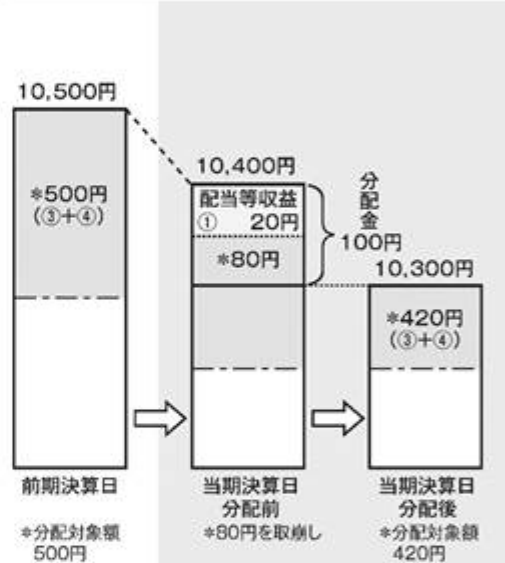 10,500円
*500円
(③+④)
10,400円
配当等収益
① 20円
*80円
分配金
100円
10,300円
*420円
(③+④)
前期決算日
*分配対象額
500円
当期決算日
分配前
*80円を取崩し
当期決算日
分配後
*分配対象額
420円